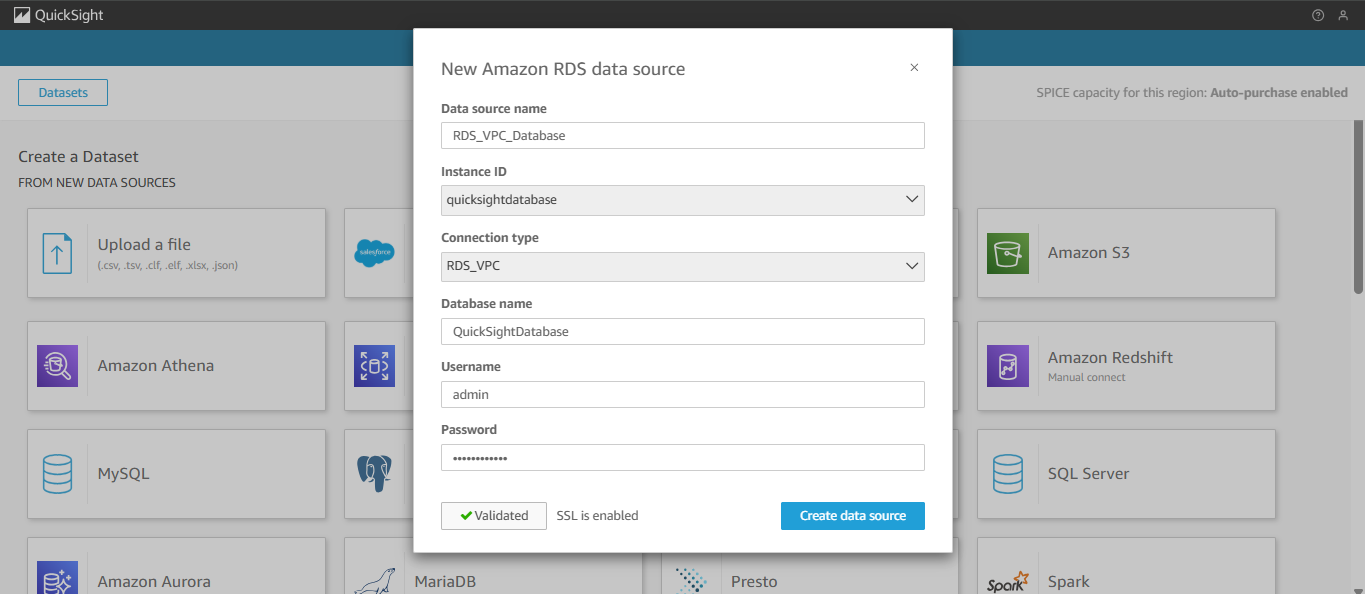 QuickSight
Datasets
SPICE capacity for this region: Auto-purchase enabled
Create a Dataset
FROM NEW DATA SOURCES
Upload a file
(.csv, .tsv, .clf, .elf, .xlsx, .json)
salesforce
Amazon S3
Amazon Athena
Amazon Redshift
Manual connect
MySQL
SQL Server
Amazon Aurora
MariaDB
Presto
Spark
Spark
New Amazon RDS data source
Data source name
RDS_VPC_Database
Instance ID
quicksightdatabase
Connection type
RDS_VPC
Database name
QuickSightDatabase
Username
admin
Password
••••••••••••
Validated
SSL is enabled
Create data source